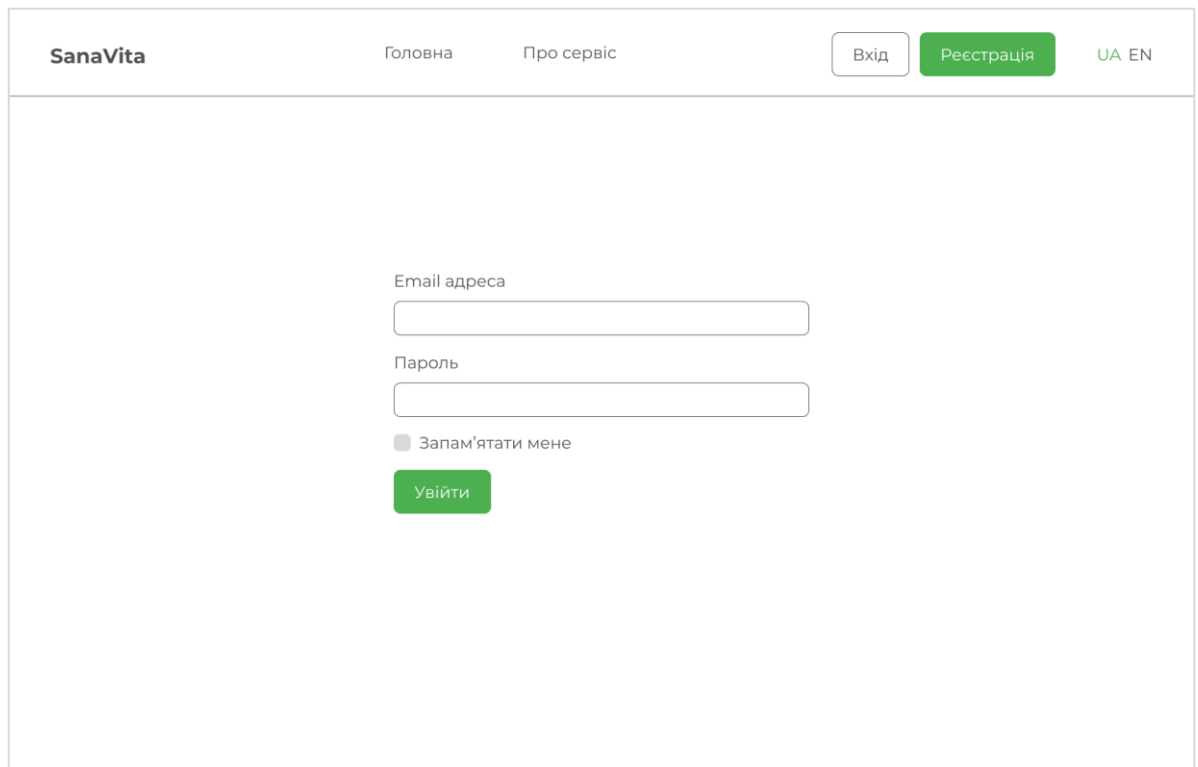 SanaVita Головна Про сервіс Вхід Реєстрація UA EN
Email адреса
Пароль
Запам’ятати мене
Увійти